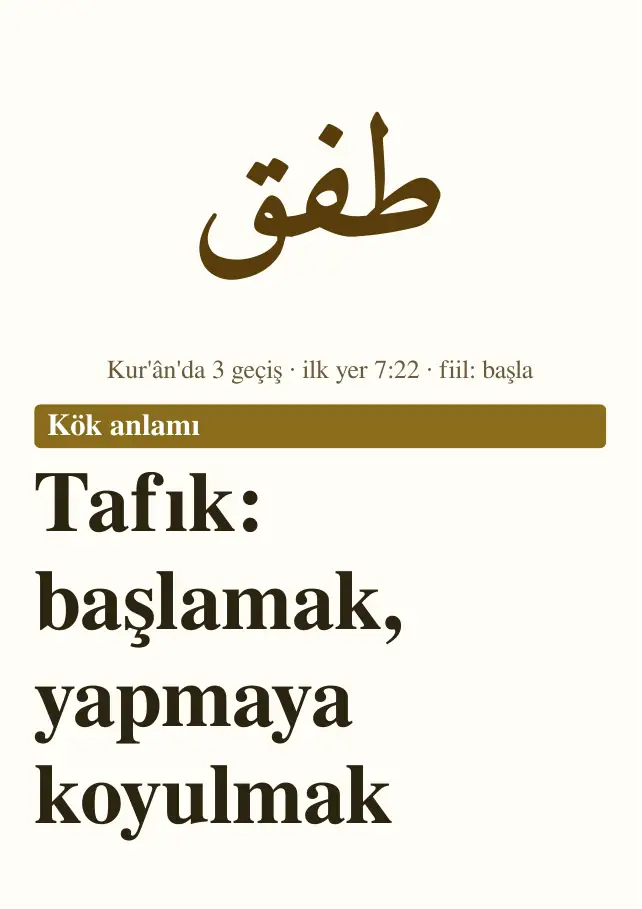 طفق
Kur'ân'da 3 geçiş · ilk yer 7:22 · fiil: başla
Kök anlamı
Tafık:
başlamak,
yapmaya
koyulmak